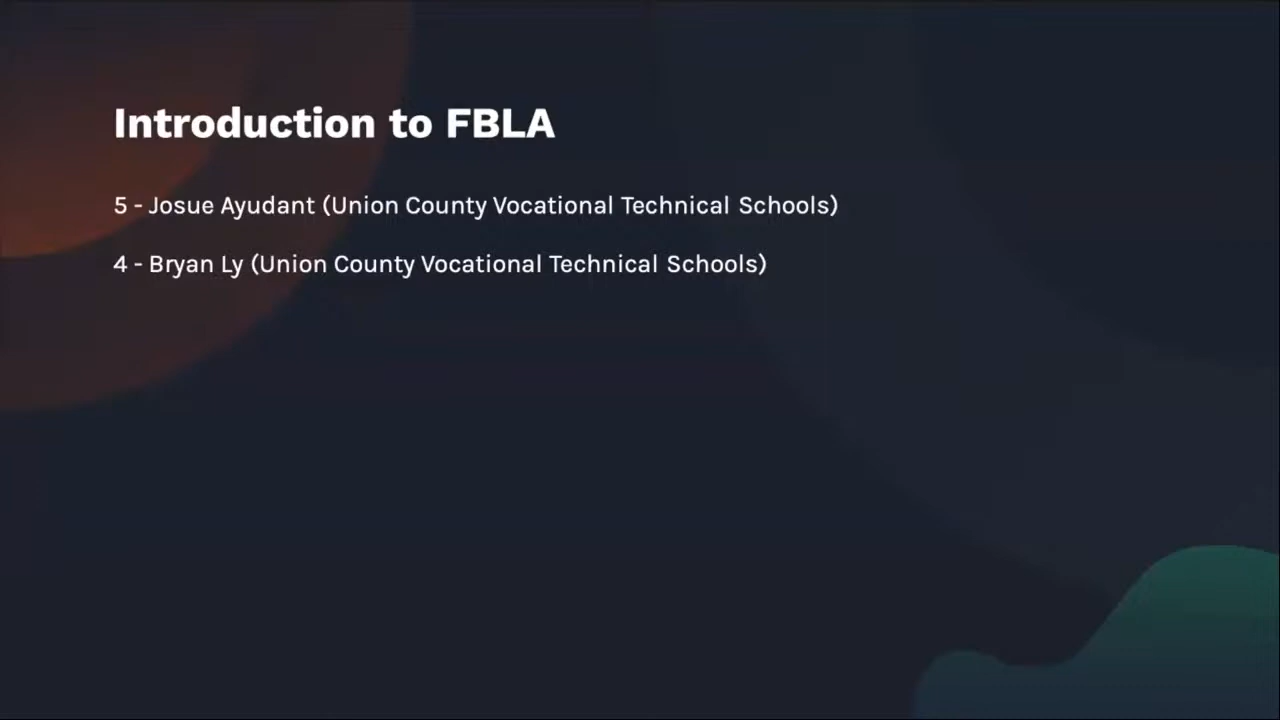 Introduction to FBLA
5 - Josue Ayudant (Union County Vocational Technical Schools)
4 - Bryan Ly (Union County Vocational Technical Schools)